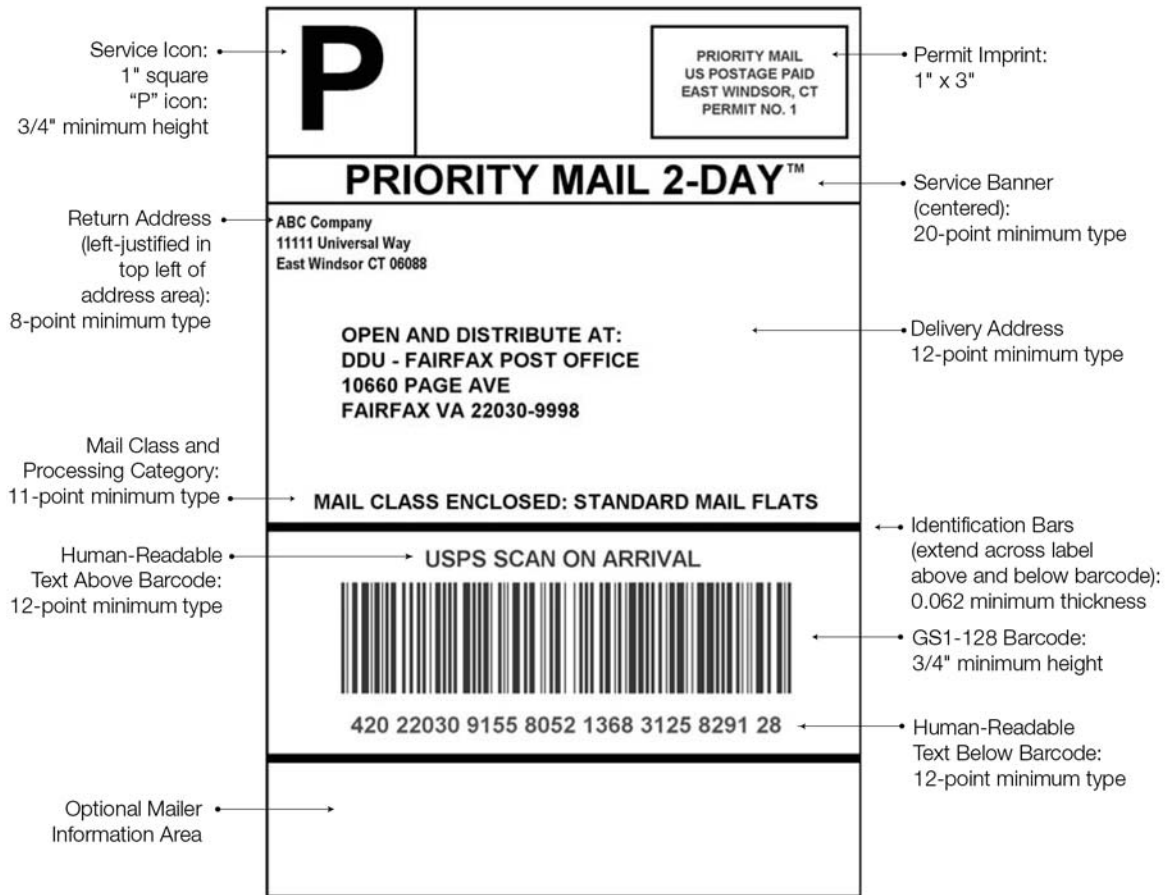 Service Icon:
1" square
“P” icon:
3/4" minimum height
P
PRIORITY MAIL
US POSTAGE PAID
EAST WINDSOR, CT
PERMIT NO. 1
Permit Imprint:
1" x 3"
PRIORITY MAIL 2-DAY™
Service Banner
(centered):
20-point minimum type
Return Address
(left-justified in
top left of
address area):
8-point minimum type
ABC Company
11111 Universal Way
East Windsor CT 06088
OPEN AND DISTRIBUTE AT:
DDU - FAIRFAX POST OFFICE
10660 PAGE AVE
FAIRFAX VA 22030-9998
Delivery Address
12-point minimum type
Mail Class and
Processing Category:
11-point minimum type
MAIL CLASS ENCLOSED: STANDARD MAIL FLATS
Identification Bars
(extend across label
above and below barcode):
0.062 minimum thickness
Human-Readable
Text Above Barcode:
12-point minimum type
USPS SCAN ON ARRIVAL
GS1-128 Barcode:
3/4" minimum height
420 22030 9155 8052 1368 3125 8291 28
Human-Readable
Text Below Barcode:
12-point minimum type
Optional Mailer
Information Area